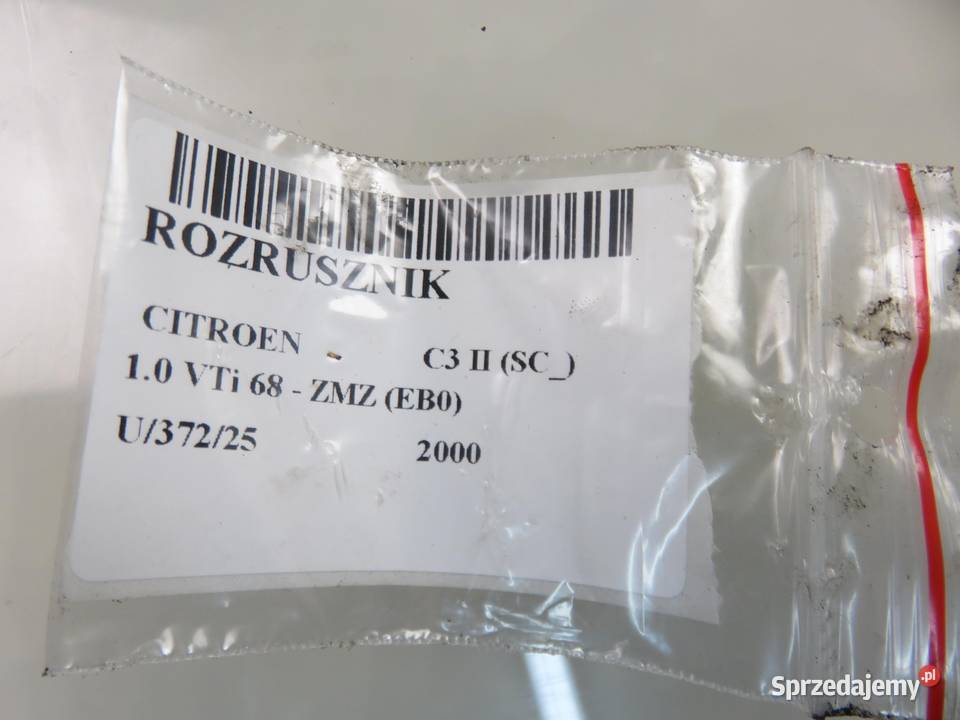 ROZRUSZNIK
CITROEN C3 II (SC_)
1.0 VTi 68 - ZMZ (EB0)
U/372/25 2000
Sprzedajemy.pl